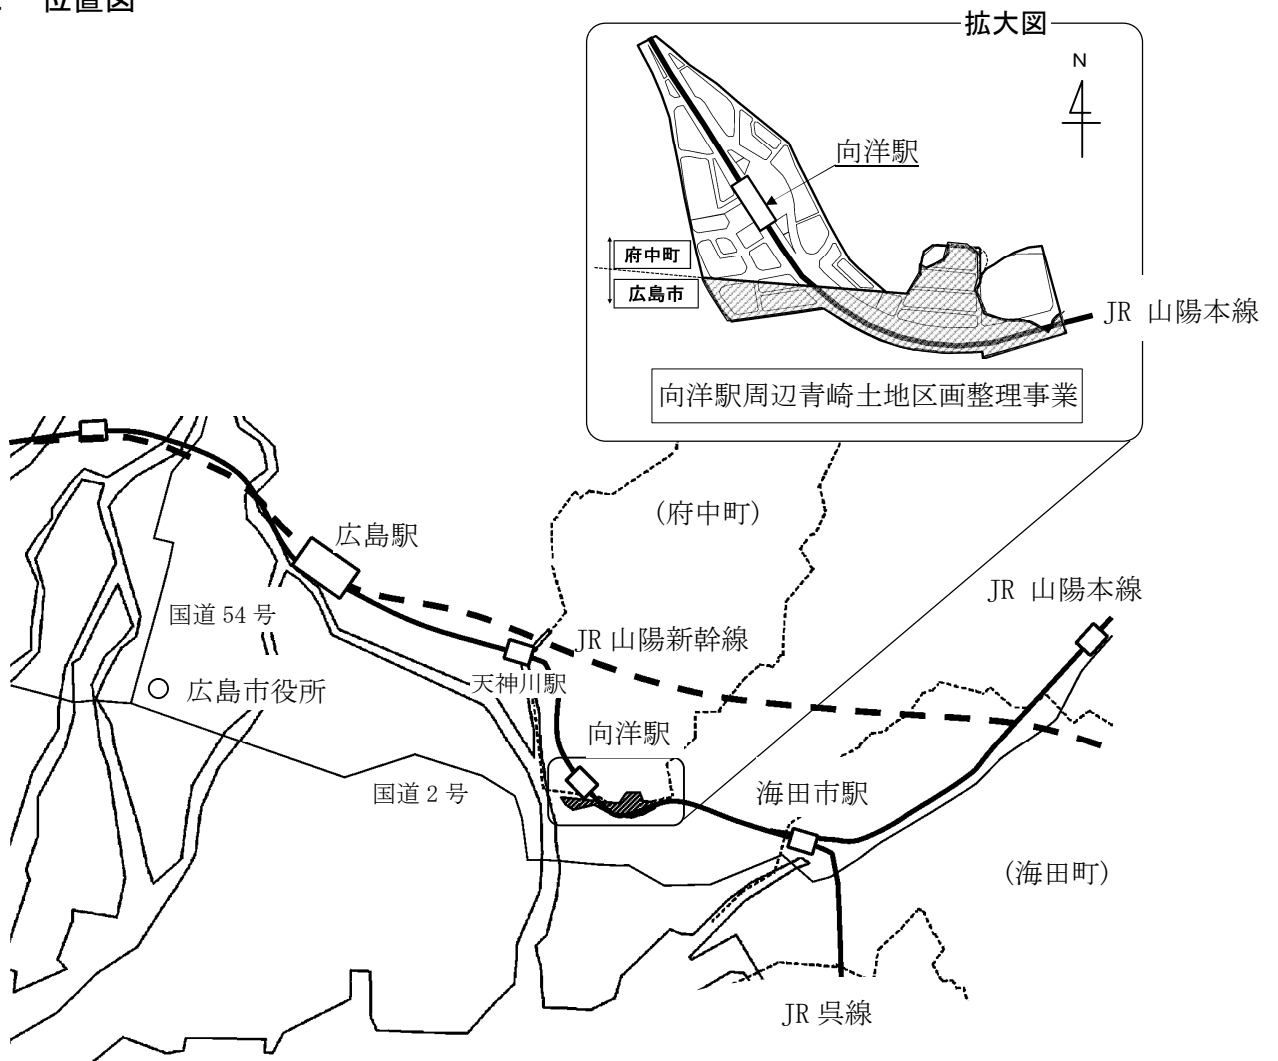 位置図
拡大図
N
向洋駅
府中町
広島市
JR 山陽本線
向洋駅周辺青崎土地区画整理事業
(府中町)
広島駅
JR 山陽本線
国道 54 号
JR 山陽新幹線
天神川駅
広島市役所
向洋駅
国道 2 号
海田市駅
(海田町)
JR 呉線